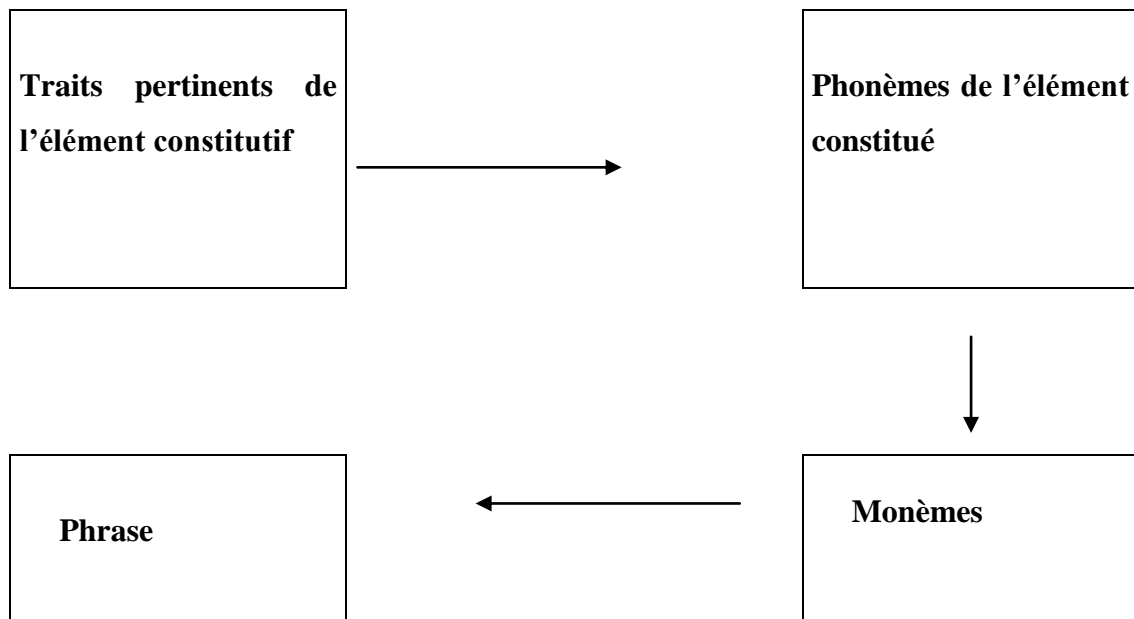 Traits pertinents de
l’élément constitutif
Phonèmes de l’élément
constitué
Monèmes
Phrase